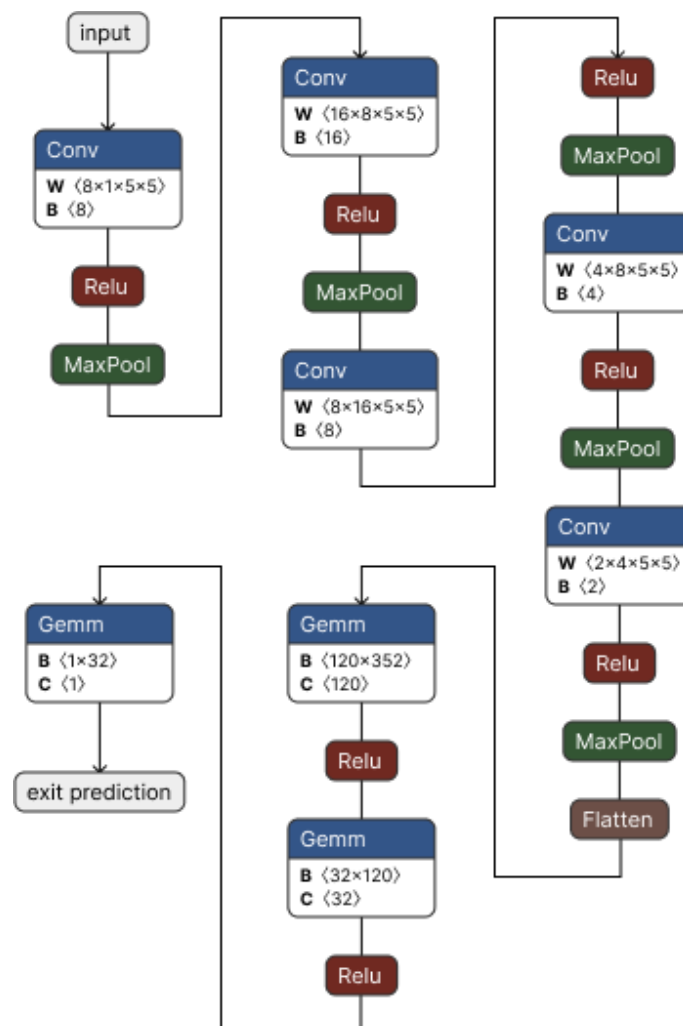 input
Conv
W ⟨8×1×5×5⟩
B ⟨8⟩
Relu
MaxPool
Conv
W ⟨16×8×5×5⟩
B ⟨16⟩
Relu
MaxPool
Conv
W ⟨8×16×5×5⟩
B ⟨8⟩
Relu
MaxPool
Conv
W ⟨4×8×5×5⟩
B ⟨4⟩
Relu
MaxPool
Conv
W ⟨2×4×5×5⟩
B ⟨2⟩
Relu
MaxPool
Flatten
Gemm
B ⟨120×352⟩
C ⟨120⟩
Relu
Gemm
B ⟨32×120⟩
C ⟨32⟩
Relu
Gemm
B ⟨1×32⟩
C ⟨1⟩
exit prediction